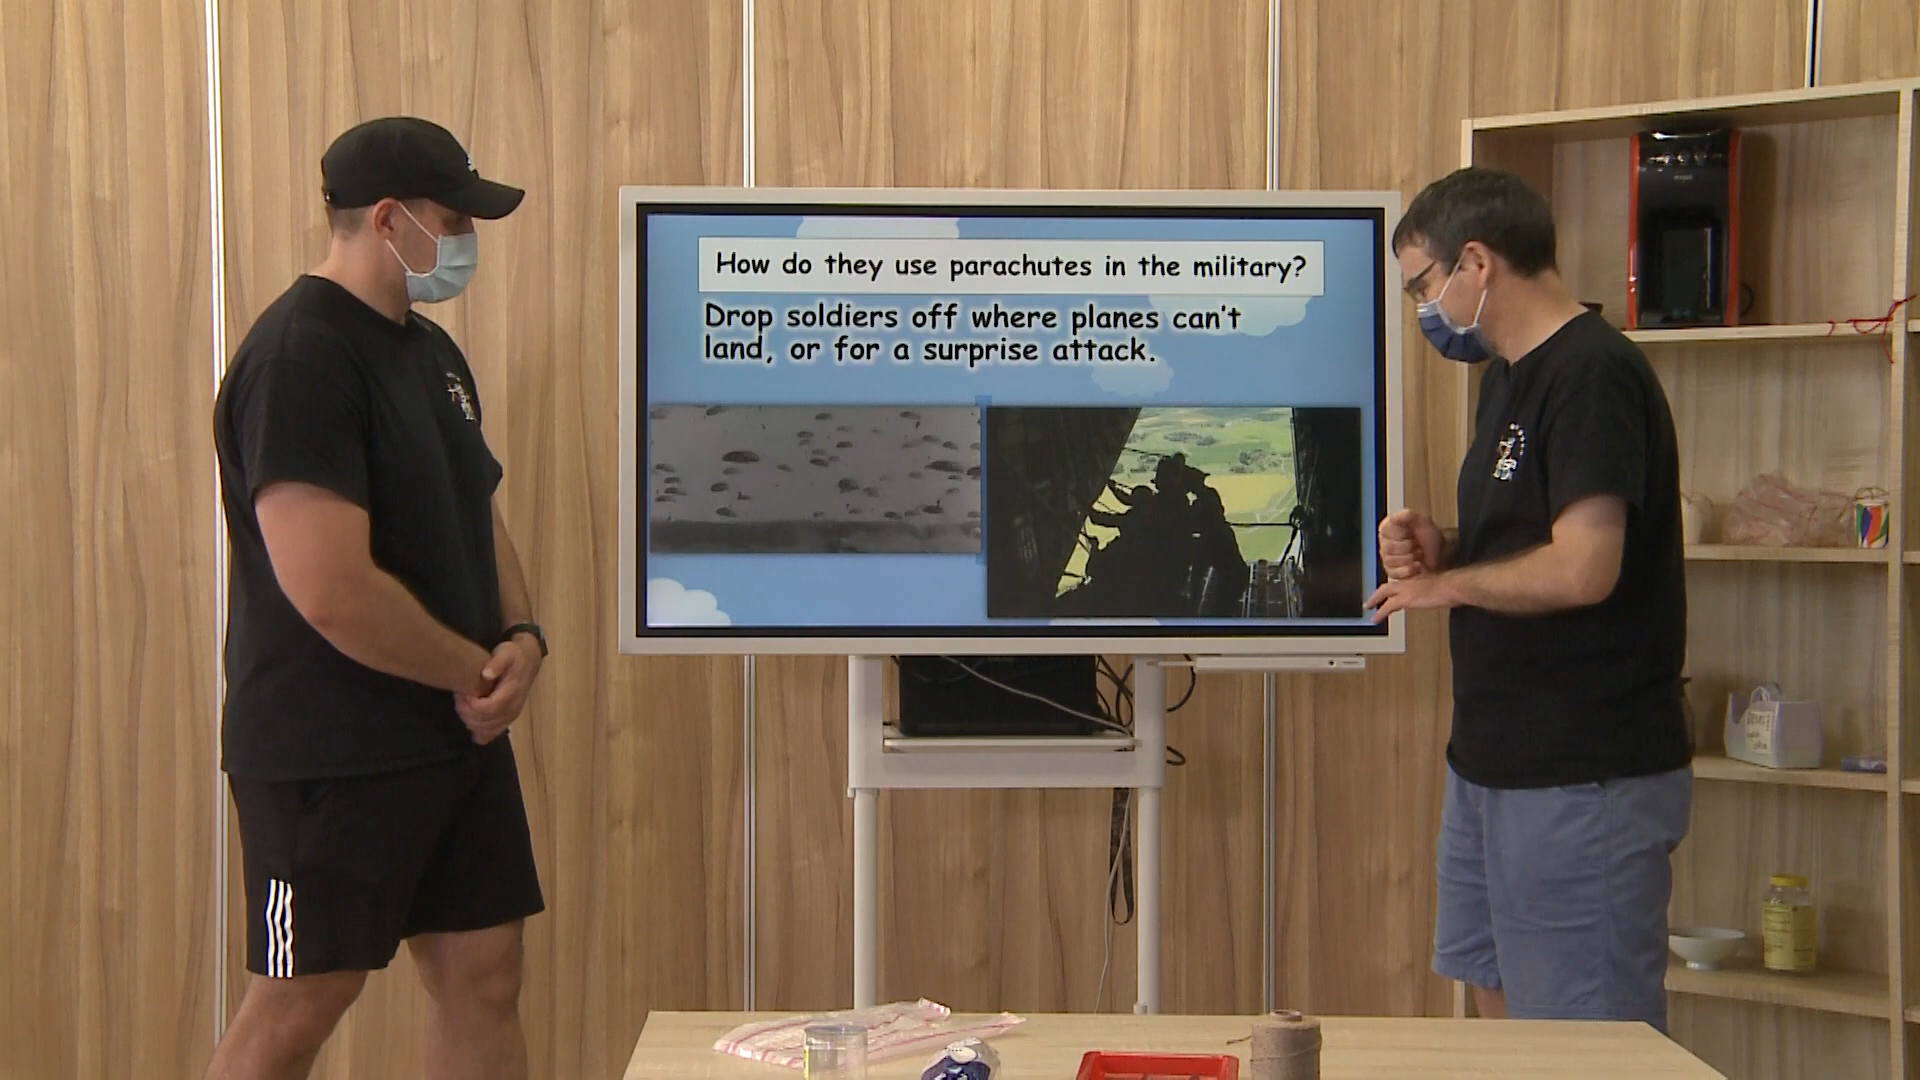 How do they use parachutes in the military?
Drop soldiers off where planes can't
land, or for a surprise attack.